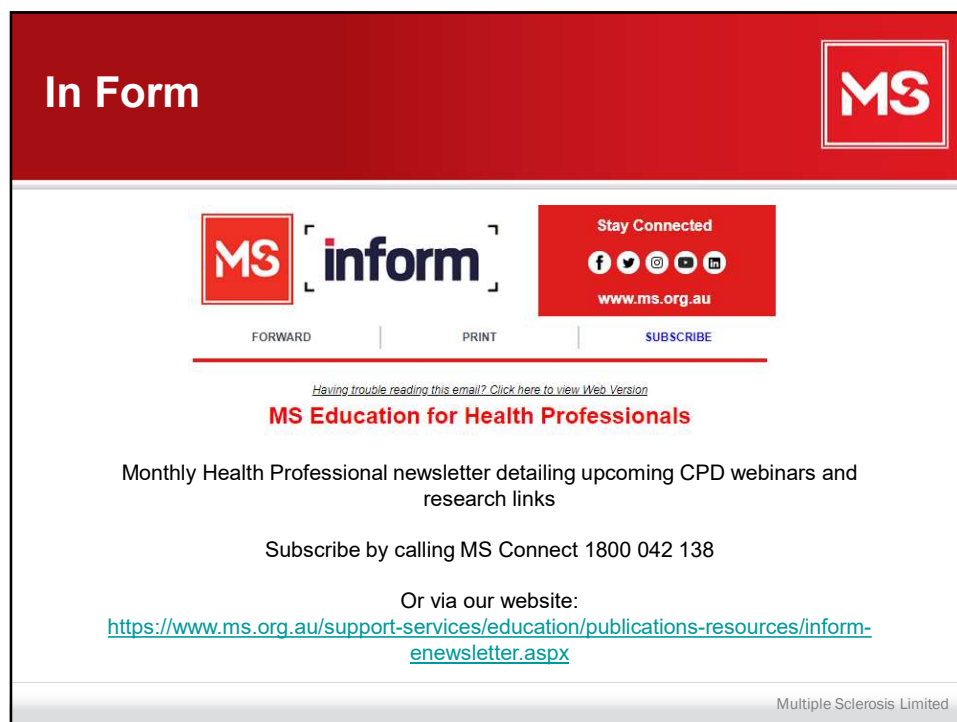 In Form
MS
MS
inform
Stay Connected
www.ms.org.au
FORWARD
PRINT
SUBSCRIBE
Having trouble reading this email? Click here to view Web Version
MS Education for Health Professionals
Monthly Health Professional newsletter detailing upcoming CPD webinars and
research links
Subscribe by calling MS Connect 1800 042 138
Or via our website:
https://www.ms.org.au/support-services/education/publications-resources/inform-
enewsletter.aspx
Multiple Sclerosis Limited